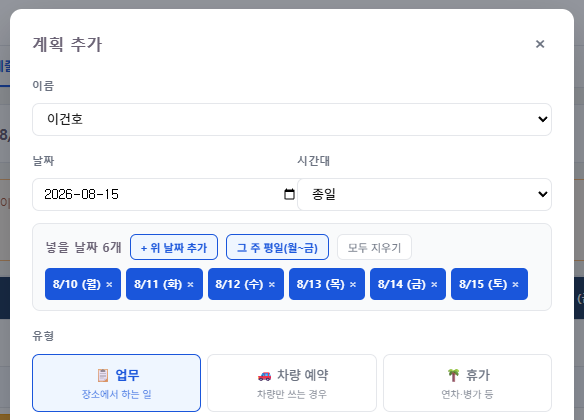 계획 추가 ×
이름
이건호
날짜 시간대
2026-08-15 종일
넣을 날짜 6개 + 위 날짜 추가 그 주 평일(월~금) 모두 지우기
8/10 (월) × 8/11 (화) × 8/12 (수) × 8/13 (목) × 8/14 (금) × 8/15 (토) ×
유형
업무 차량 예약 휴가
장소에서 하는 일 차량만 쓰는 경우 연차·병가 등